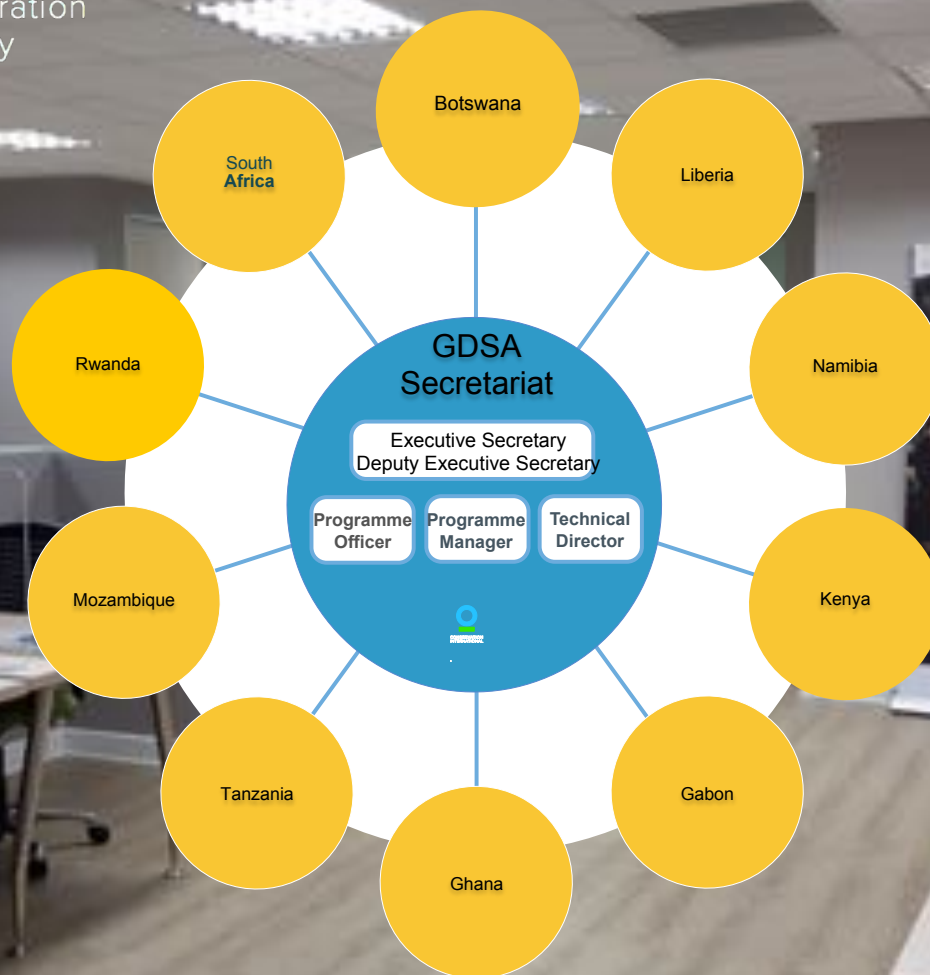 ration
y
Botswana
South
Africa
Liberia
Rwanda
Namibia
GDSA
Secretariat
Executive Secretary
Deputy Executive Secretary
Programme
Officer
Programme
Manager
Technical
Director
Mozambique
Kenya
Tanzania
Gabon
Ghana